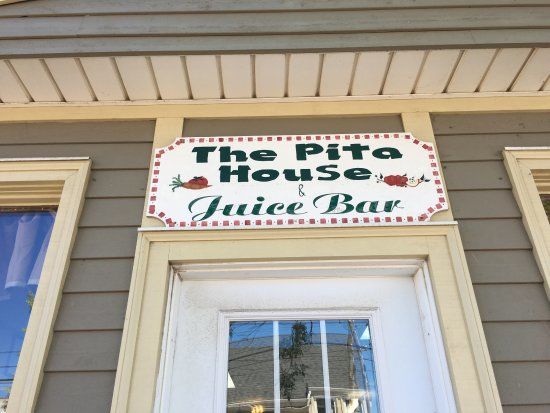 The Pita
House
&
Juice Bar